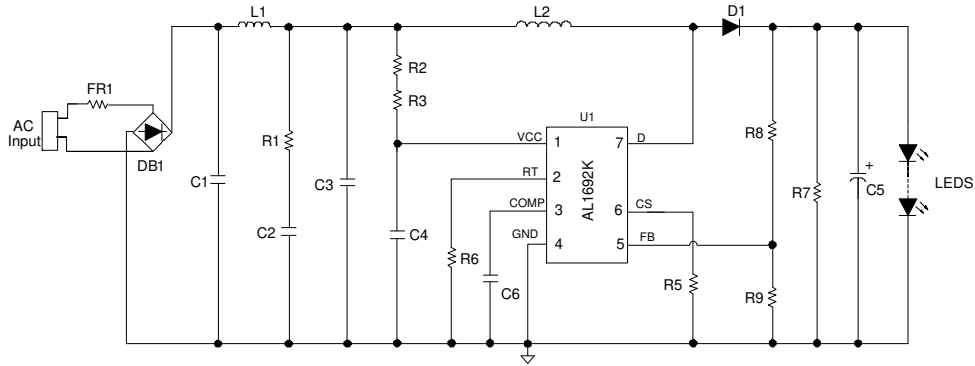 L1
L2
D1
R2
FR1
R3
AC
Input
U1
VCC
1
7
D
R8
R1
DB1
RT
2
AL1692K
C1
C3
R7
+
C5
LEDS
COMP
3
6
CS
C2
C4
GND
4
5
FB
R6
C6
R5
R9